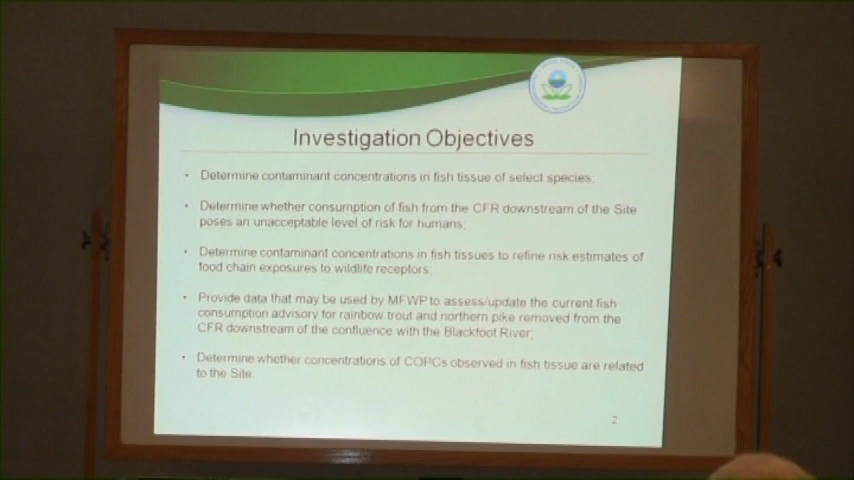 Investigation Objectives
• Determine contaminant concentrations in fish tissue of select species;
• Determine whether consumption of fish from the CFR downstream of the Site
poses an unacceptable level of risk for humans;
• Determine contaminant concentrations in fish tissues to refine risk estimates of
food chain exposures to wildlife receptors;
• Provide data that may be used by MFWP to assess/update the current fish
consumption advisory for rainbow trout and northern pike removed from the
CFR downstream of the confluence with the Blackfoot River;
• Determine whether concentrations of COPCs observed in fish tissue are related
to the Site.
2